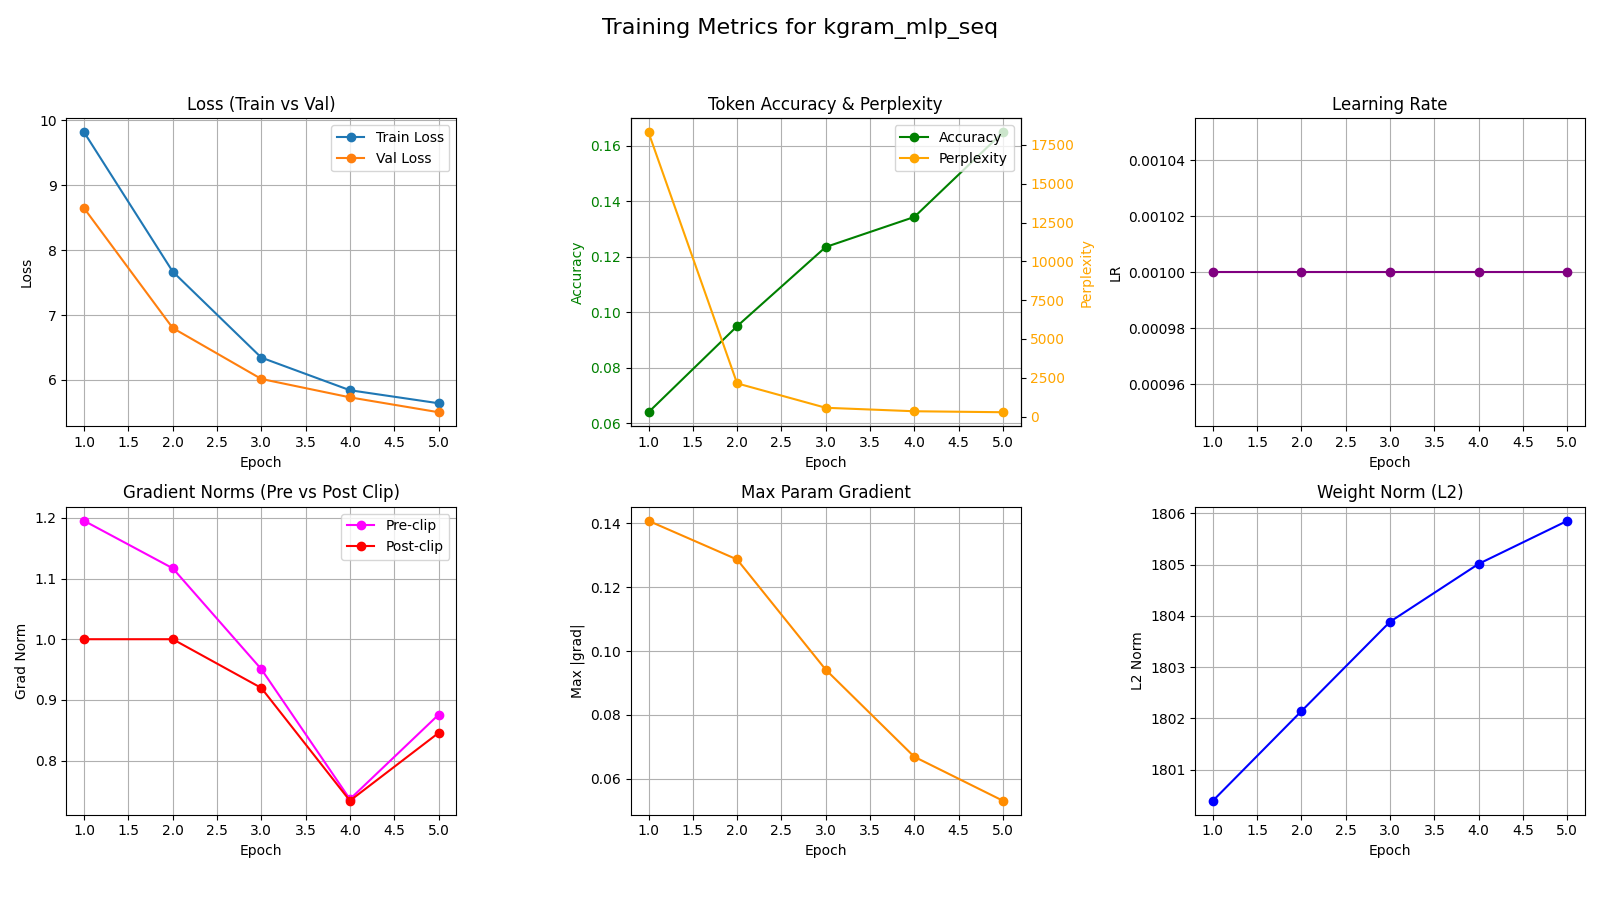 Training Metrics for kgram_mlp_seq
Loss (Train vs Val)
10
9
8
7
6
Loss
Train Loss
Val Loss
1.0 1.5 2.0 2.5 3.0 3.5 4.0 4.5 5.0
Epoch
Token Accuracy & Perplexity
0.16
0.14
0.12
0.10
0.08
0.06
Accuracy
Accuracy
Perplexity
17500
15000
12500
10000
7500
5000
2500
0
Perplexity
1.0 1.5 2.0 2.5 3.0 3.5 4.0 4.5 5.0
Epoch
Learning Rate
0.00104
0.00102
0.00100
0.00098
0.00096
LR
1.0 1.5 2.0 2.5 3.0 3.5 4.0 4.5 5.0
Epoch
Gradient Norms (Pre vs Post Clip)
1.2
1.1
1.0
0.9
0.8
Grad Norm
Pre-clip
Post-clip
1.0 1.5 2.0 2.5 3.0 3.5 4.0 4.5 5.0
Epoch
Max Param Gradient
0.14
0.12
0.10
0.08
0.06
Max |grad|
1.0 1.5 2.0 2.5 3.0 3.5 4.0 4.5 5.0
Epoch
Weight Norm (L2)
1806
1805
1804
1803
1802
1801
L2 Norm
1.0 1.5 2.0 2.5 3.0 3.5 4.0 4.5 5.0
Epoch